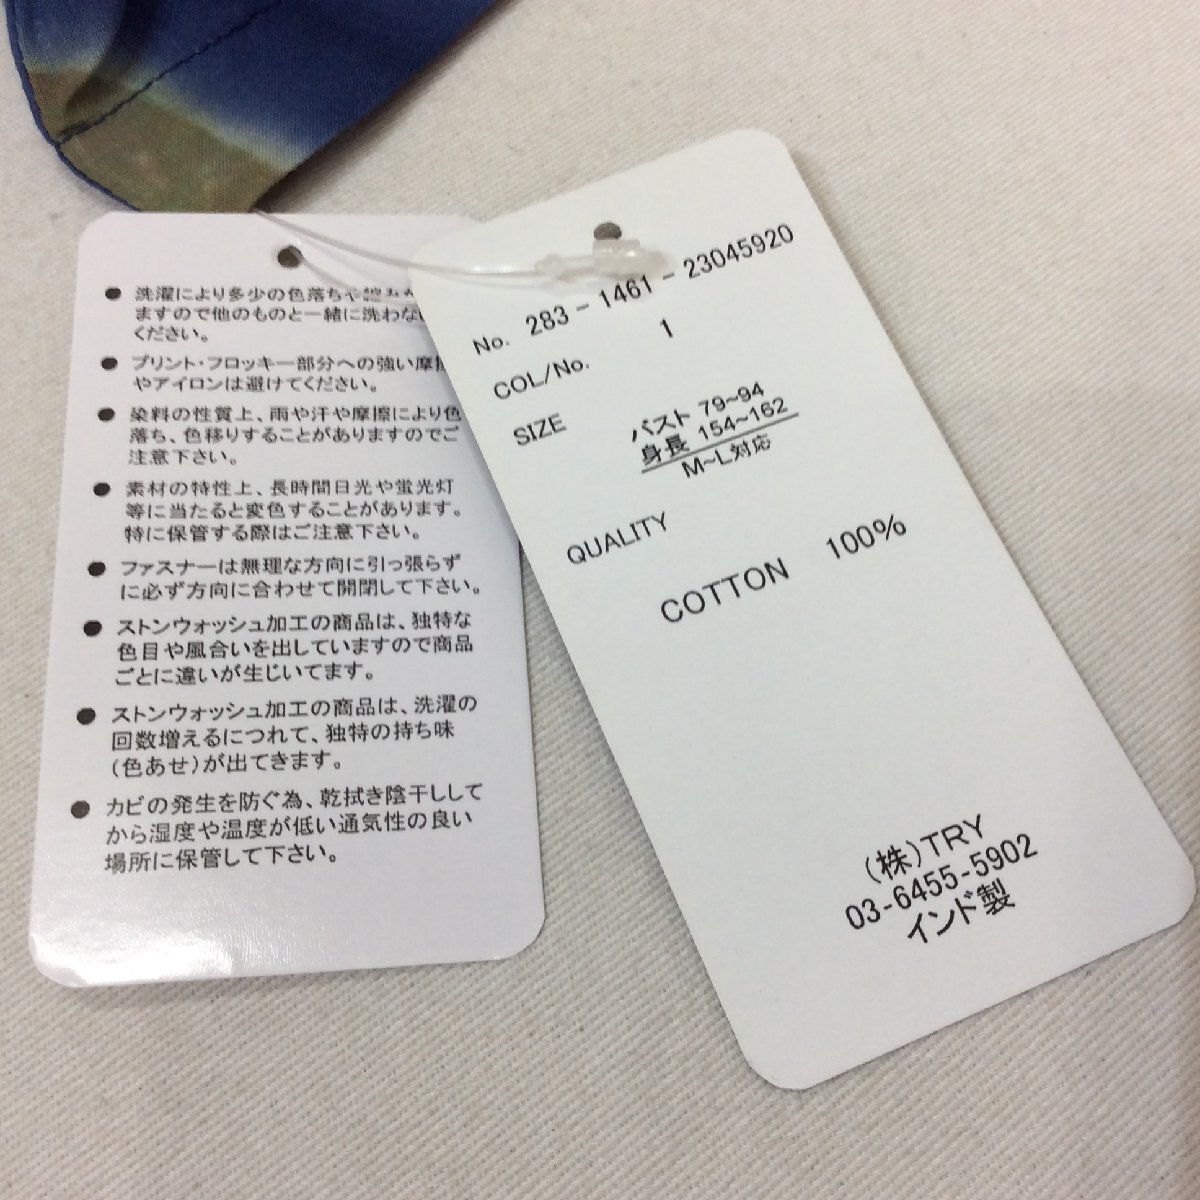 ● 洗濯により多少の色落ちや縮みが
ますので他のものと一緒に洗わな
ください。
● プリント・フロッキー部分への強い摩擦
やアイロンは避けてください。
● 染料の性質上、雨や汗や摩擦により色
落ち、色移りすることがありますのでご
注意下さい。
● 素材の特性上、長時間日光や蛍光灯
等に当たると変色することがあります。
特に保管する際はご注意下さい。
● ファスナーは無理な方向に引っ張らず
に必ず方向に合わせて開閉して下さい。
● ストンウォッシュ加工の商品は、独特な
色目や風合いを出していますので商品
ごとに違いが生じいてます。
● ストンウォッシュ加工の商品は、洗濯の
回数増えるにつれて、独特の持ち味
(色あせ)が出てきます。
● カビの発生を防ぐ為、乾拭き陰干しして
から湿度や温度が低い通気性の良い
場所に保管して下さい。
No. 283-1461-23045920
COL/No. 1
SIZE バスト 79~94
身長 154~162
M~L対応
QUALITY
COTTON 100%
(株)TRY
03-6455-5902
インド製